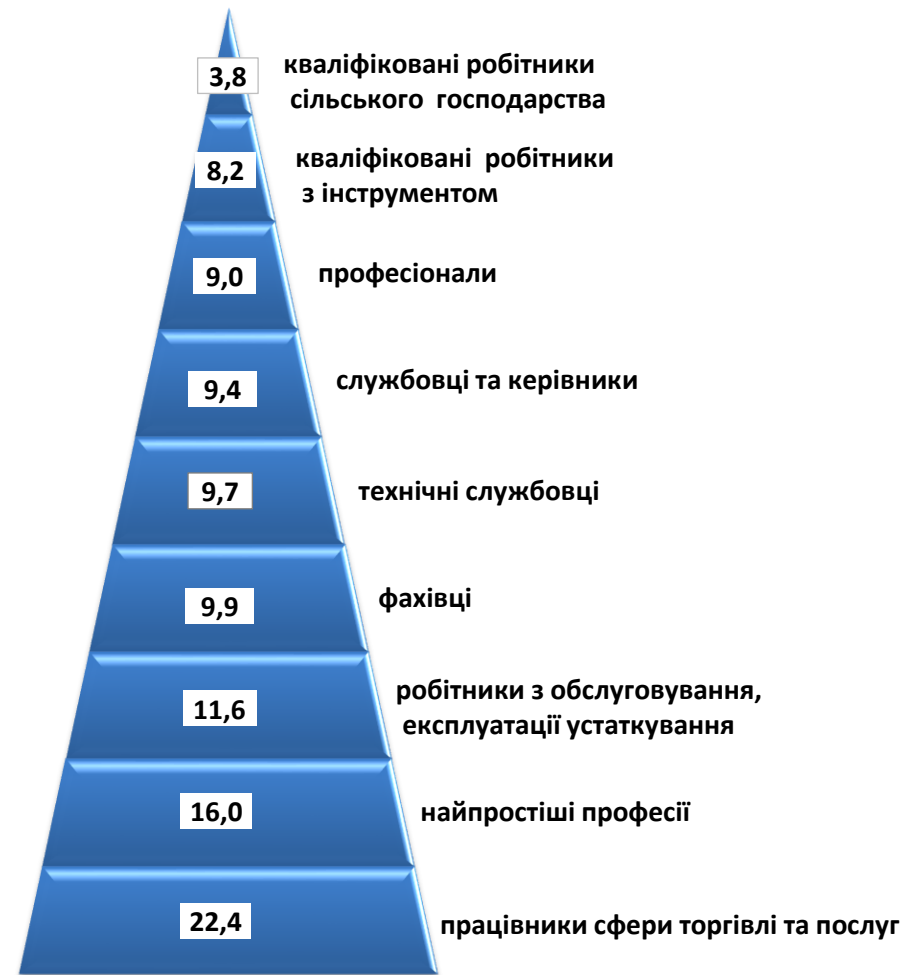 3,8
кваліфіковані робітники
сільського господарства
8,2
кваліфіковані робітники
з інструментом
9,0
професіонали
9,4
службовці та керівники
9,7
технічні службовці
9,9
фахівці
11,6
робітники з обслуговування,
експлуатації устаткування
16,0
найпростіші професії
22,4
працівники сфери торгівлі та послуг